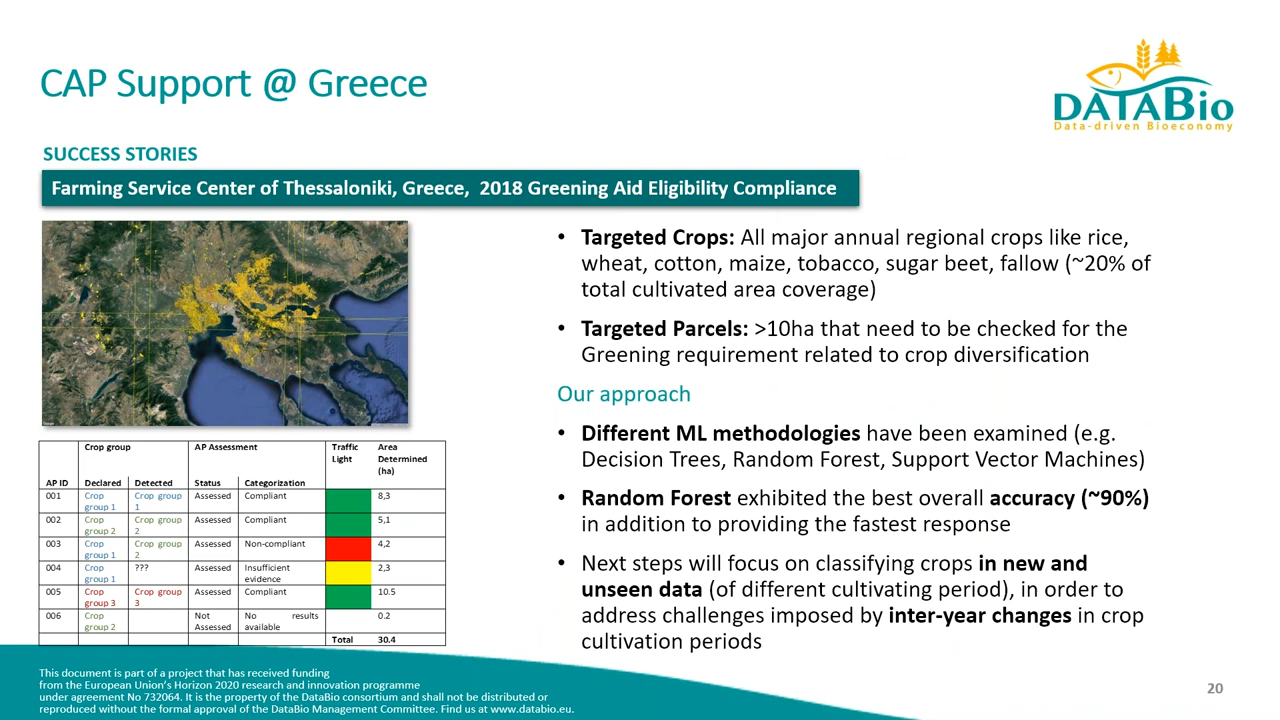 CAP Support @ Greece
DATABio
Data-driven Bioeconomy
SUCCESS STORIES
Farming Service Center of Thessaloniki, Greece, 2018 Greening Aid Eligibility Compliance
• Targeted Crops: All major annual regional crops like rice,
wheat, cotton, maize, tobacco, sugar beet, fallow (~20% of
total cultivated area coverage)
• Targeted Parcels: >10ha that need to be checked for the
Greening requirement related to crop diversification
Our approach
• Different ML methodologies have been examined (e.g.
Decision Trees, Random Forest, Support Vector Machines)
• Random Forest exhibited the best overall accuracy (~90%)
in addition to providing the fastest response
• Next steps will focus on classifying crops in new and
unseen data (of different cultivating period), in order to
address challenges imposed by inter-year changes in crop
cultivation periods
Crop group AP Assessment Traffic Area
Light Determined
(ha)
AP ID Declared Detected Status Categorization
001 Crop Crop group Assessed Compliant 8,3
group 1 1
002 Crop Crop group Assessed Compliant 5,1
group 2 2
003 Crop Crop group Assessed Non-compliant 4,2
group 1 2
004 Crop ??? Assessed Insufficient 2,3
group 1 evidence
005 Crop Crop group Assessed Compliant 10.5
group 3 3
006 Crop Not No results 0.2
group 2 Assessed available
Total 30.4
This document is part of a project that has received funding
from the European Union's Horizon 2020 research and innovation programme
under agreement No 732064. It is the property of the DataBio consortium and shall not be distributed or
reproduced without the formal approval of the DataBio Management Committee. Find us at www.databio.eu.
20